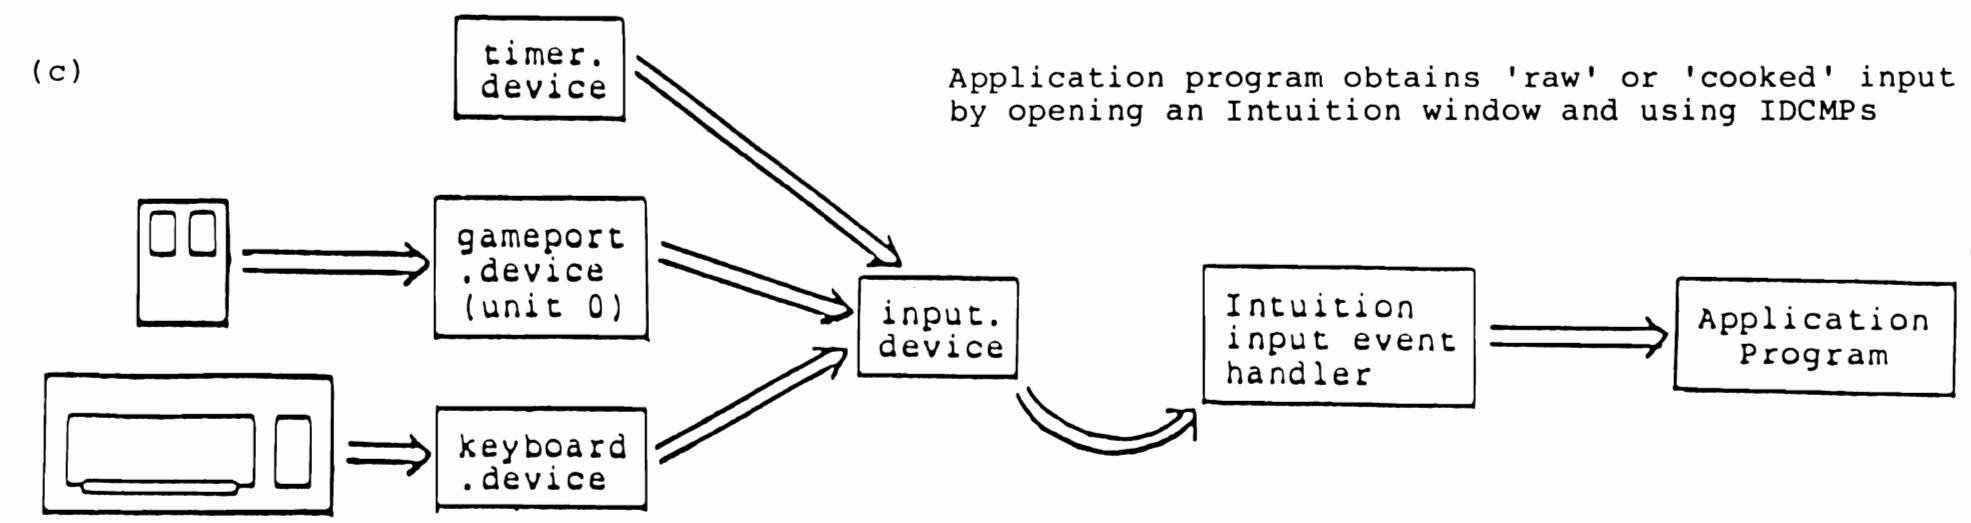 (c)
timer.
device
Application program obtains 'raw' or 'cooked' input
by opening an Intuition window and using IDCMPs
gameport
.device
(unit 0)
input.
device
Intuition
input event
handler
Application
Program
keyboard
.device